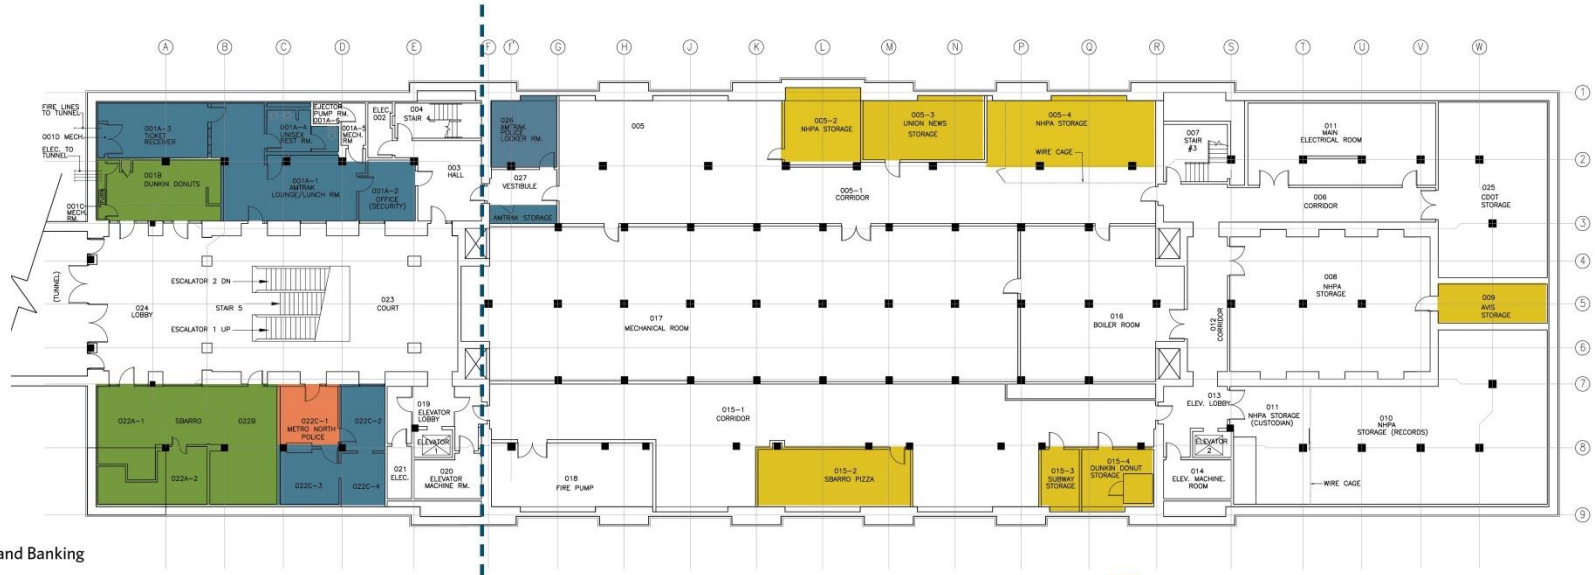 A B C D E F f' G H J K L M N P Q R S T U V W
1
FIRE LINES
TO TUNNEL
001D MECH.
ELEC. TO
TUNNEL
001A-3
TICKET
RECEIVER
001A-4
UNISEX
REST RM.
EJECTOR
PUMP RM.
001A-6
001A-5
MECH.
RM
ELEC.
002
004
STAIR 4
026
AMTRAK
POLICE
LOCKER RM.
005
005-2
NHPA STORAGE
005-3
UNION NEWS
STORAGE
005-4
NHPA STORAGE
WIRE CAGE
007
STAIR
#3
011
MAIN
ELECTRICAL ROOM
2
001B
DUNKIN DONUTS
001C
MECH.
RM.
001A-1
AMTRAK
LOUNGE/LUNCH RM.
001A-2
OFFICE
(SECURITY)
003
HALL
027
VESTIBULE
AMTRAK STORAGE
005-1
CORRIDOR
006
CORRIDOR
025
CDOT
STORAGE
3
4
(TUNNEL)
ESCALATOR 2 DN
STAIR 5
ESCALATOR 1 UP
024
LOBBY
023
COURT
017
MECHANICAL ROOM
016
BOILER ROOM
012
CORRIDOR
008
NHPA
STORAGE
009
AVIS
STORAGE
5
6
7
022A-1
SBARRO
022B
022A-2
022C-1
METRO NORTH
POLICE
022C-2
022C-3
022C-4
019
ELEVATOR
LOBBY
ELEVATOR
1
021
ELEC.
020
ELEVATOR
MACHINE RM.
015-1
CORRIDOR
018
FIRE PUMP
015-2
SBARRO PIZZA
015-3
SUBWAY
STORAGE
015-4
DUNKIN DONUT
STORAGE
013
ELEV. LOBBY
ELEVATOR
2
014
ELEV. MACHINE.
ROOM
011
NHPA STORAGE
(CUSTODIAN)
010
NHPA
STORAGE (RECORDS)
WIRE CAGE
8
9
and Banking